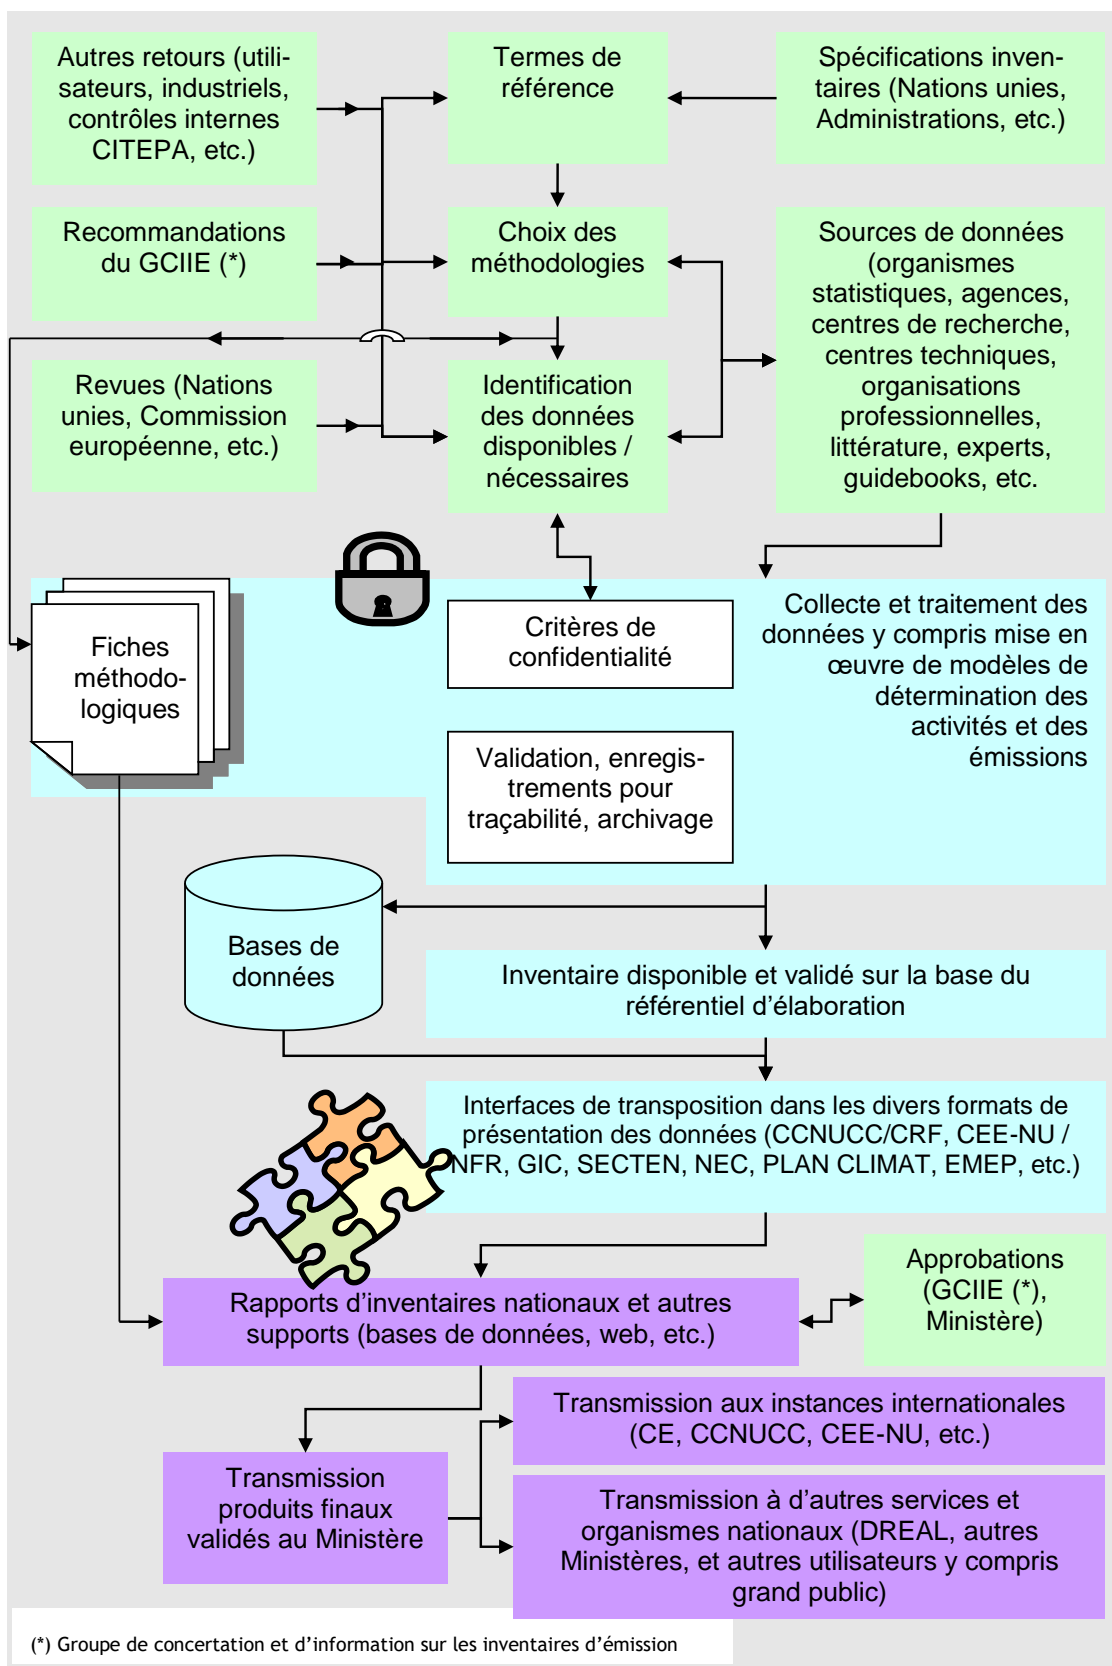 Autres retours (utili-
sateurs, industriels,
contrôles internes
CITEPA, etc.)
Termes de
référence
Spécifications inven-
taires (Nations unies,
Administrations, etc.)
Recommandations
du GCIIE (*)
Choix des
méthodologies
Sources de données
(organismes
statistiques, agences,
centres de recherche,
centres techniques,
organisations
professionnelles,
littérature, experts,
guidebooks, etc.
Revues (Nations
unies, Commission
européenne, etc.)
Identification
des données
disponibles /
nécessaires
Fiches
méthodo-
logiques
Critères de
confidentialité
Collecte et traitement des
données y compris mise en
œuvre de modèles de
détermination des
activités et des
émissions
Validation, enregis-
trements pour
traçabilité, archivage
Bases de
données
Inventaire disponible et validé sur la base du
référentiel d’élaboration
Interfaces de transposition dans les divers formats de
présentation des données (CCNUCC/CRF, CEE-NU /
NFR, GIC, SECTEN, NEC, PLAN CLIMAT, EMEP, etc.)
Approbations
(GCIIE (*),
Ministère)
Rapports d’inventaires nationaux et autres
supports (bases de données, web, etc.)
Transmission aux instances internationales
(CE, CCNUCC, CEE-NU, etc.)
Transmission
produits finaux
validés au Ministère
Transmission à d’autres services et
organismes nationaux (DREAL, autres
Ministères, et autres utilisateurs y compris
grand public)
(*) Groupe de concertation et d’information sur les inventaires d’émission